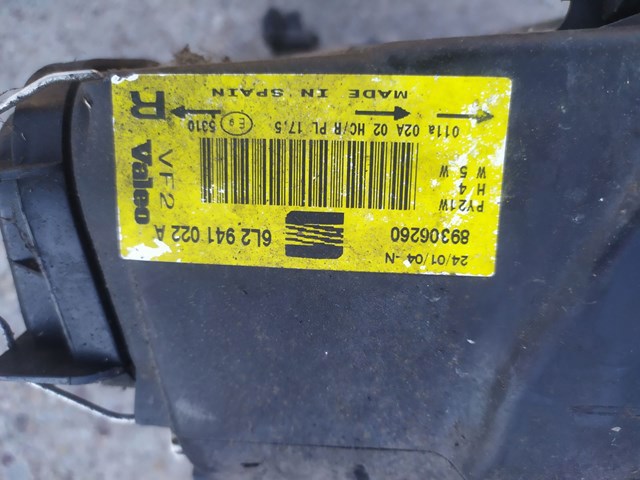 24/01/04 -N
89306260
6L2 941 022 A
PY21W
H4
W5W
VF2
Valeo
011a 02A 02 HC/R PL 17,5
E9
5310
MADE IN SPAIN